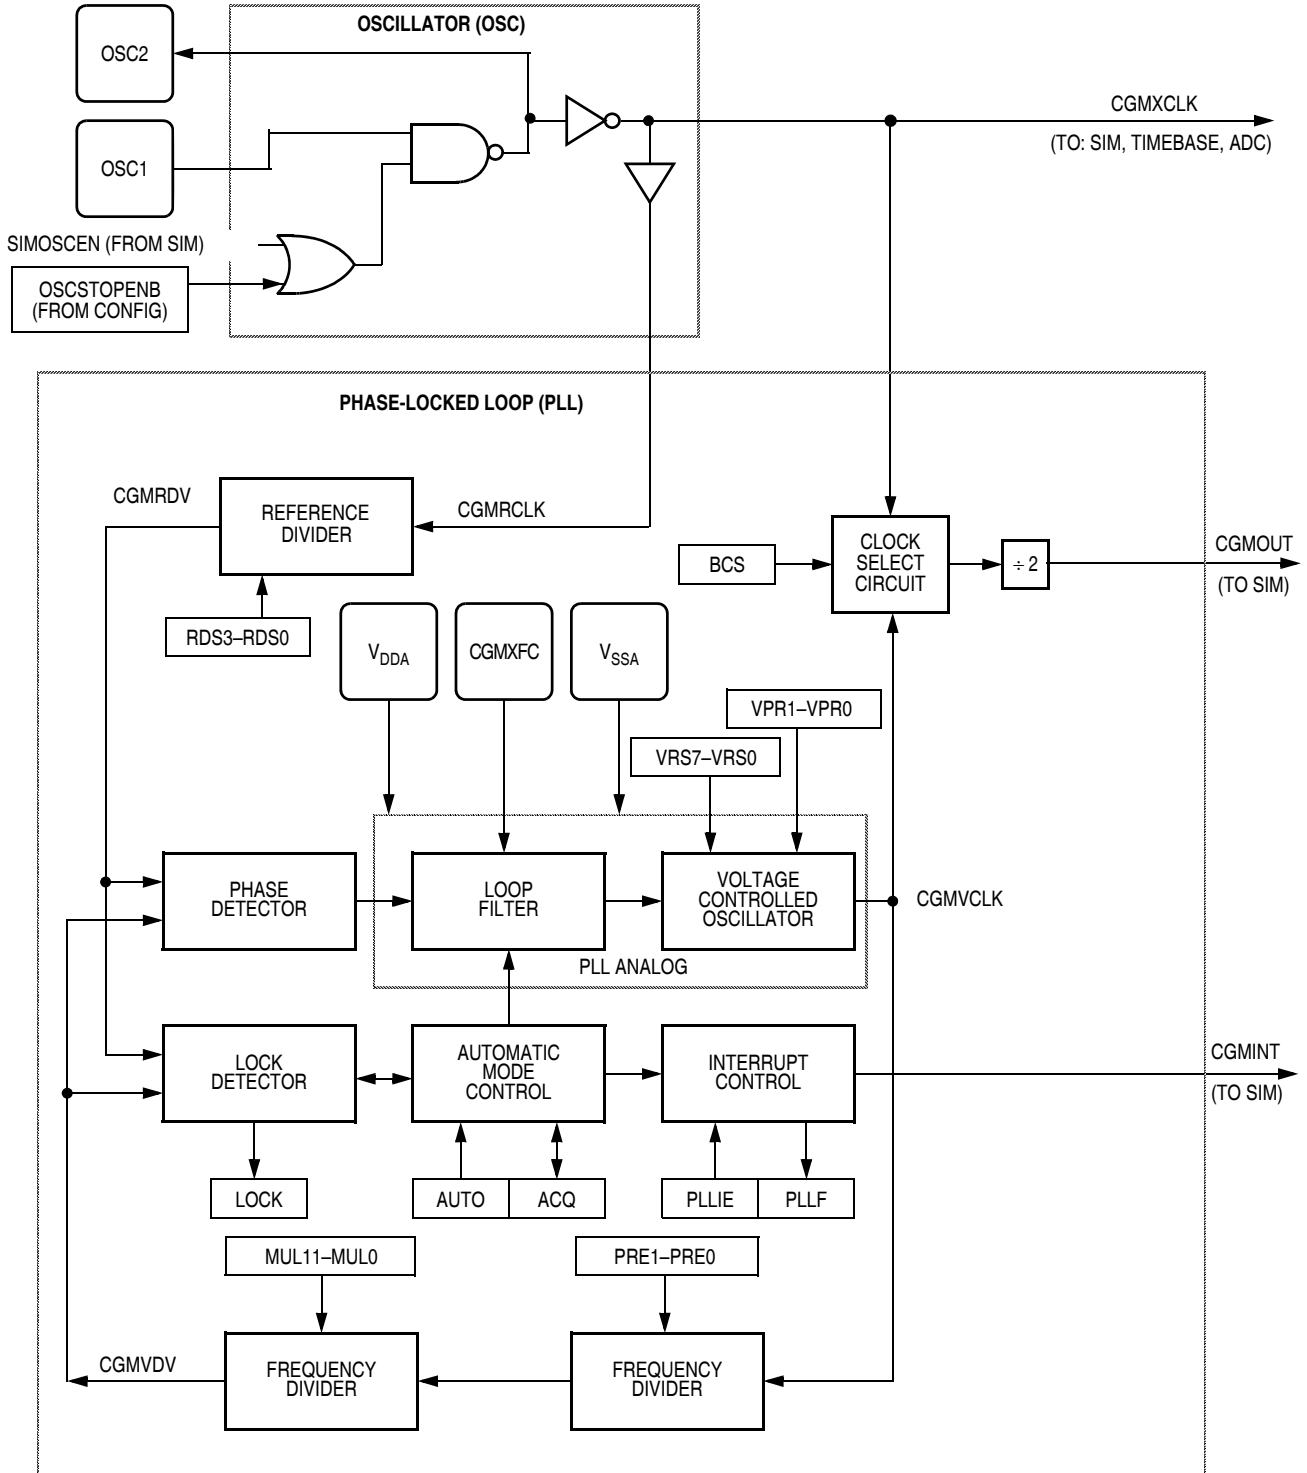 OSCILLATOR (OSC)
OSC2
CGMXCLK
(TO: SIM, TIMEBASE, ADC)
OSC1
SIMOSCEN (FROM SIM)
OSCSTOPENB
(FROM CONFIG)
PHASE-LOCKED LOOP (PLL)
CGMRDV
REFERENCE
DIVIDER
CGMRCLK
BCS
CLOCK
SELECT
CIRCUIT
÷ 2
CGMOUT
(TO SIM)
RDS3–RDS0
VDDA
CGMXFC
VSSA
VPR1–VPR0
VRS7–VRS0
PHASE
DETECTOR
LOOP
FILTER
VOLTAGE
CONTROLLED
OSCILLATOR
CGMVCLK
PLL ANALOG
LOCK
DETECTOR
AUTOMATIC
MODE
CONTROL
INTERRUPT
CONTROL
CGMINT
(TO SIM)
LOCK
AUTO
ACQ
PLLIE
PLLF
MUL11–MUL0
PRE1–PRE0
CGMVDV
FREQUENCY
DIVIDER
FREQUENCY
DIVIDER